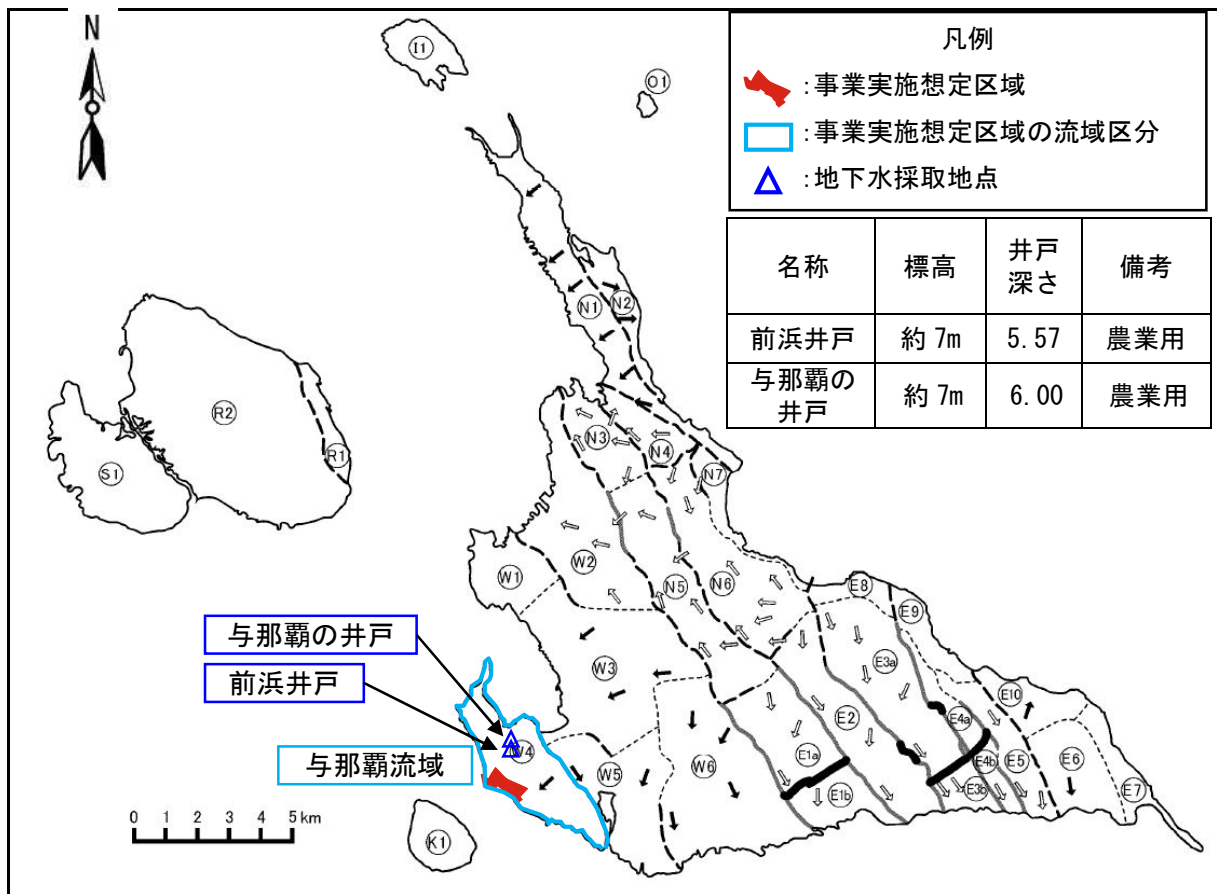 N
I1
O1
凡例
:事業実施想定区域
:事業実施想定区域の流域区分
:地下水採取地点
名称 標高 井戸深さ 備考
前浜井戸 約7m 5.57 農業用
与那覇の井戸 約7m 6.00 農業用
N1
N2
R2
R1
S1
N3
N4
N7
W1
W2
N5
N6
E8
E9
与那覇の井戸
前浜井戸
与那覇流域
W3
W4
W5
W6
E1a
E1b
E2
E3a
E4a
E10
E4b
E3b
E5
E6
E7
K1
0 1 2 3 4 5 km